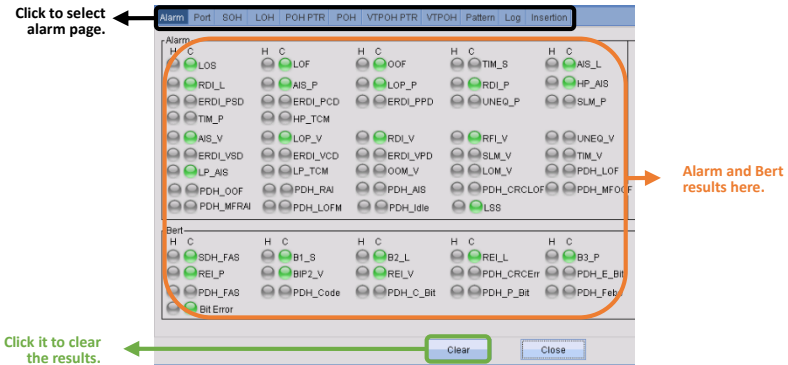 Click to select
alarm page.
Alarm Port SOH LOH POH PTR POH VTPOH PTR VTPOH Pattern Log Insertion
Alarm
H C H C H C H C H C
LOS LOF OOF TIM_S AIS_L
RDI_L AIS_P LOP_P RDI_P HP_AIS
ERDI_PSD ERDI_PCD ERDI_PPD UNEQ_P SLM_P
TIM_P HP_TCM
AIS_V LOP_V RDI_V RFI_V UNEQ_V
ERDI_VSD ERDI_VCD ERDI_VPD SLM_V TIM_V
LP_AIS LP_TCM OOM_V LOM_V PDH_LOF
PDH_OOF PDH_RAI PDH_AIS PDH_CRCLOF PDH_MFOOF
PDH_MFRAI PDH_LOFM PDH_Idle LSS
Alarm and Bert
results here.
Bert
H C H C H C H C H C
SDH_FAS B1_S B2_L REI_L B3_P
REI_P BIP2_V REI_V PDH_CRCErr PDH_E_Bit
PDH_FAS PDH_Code PDH_C_Bit PDH_P_Bit PDH_Febe
Bit Error
Click it to clear
the results.
Clear Close